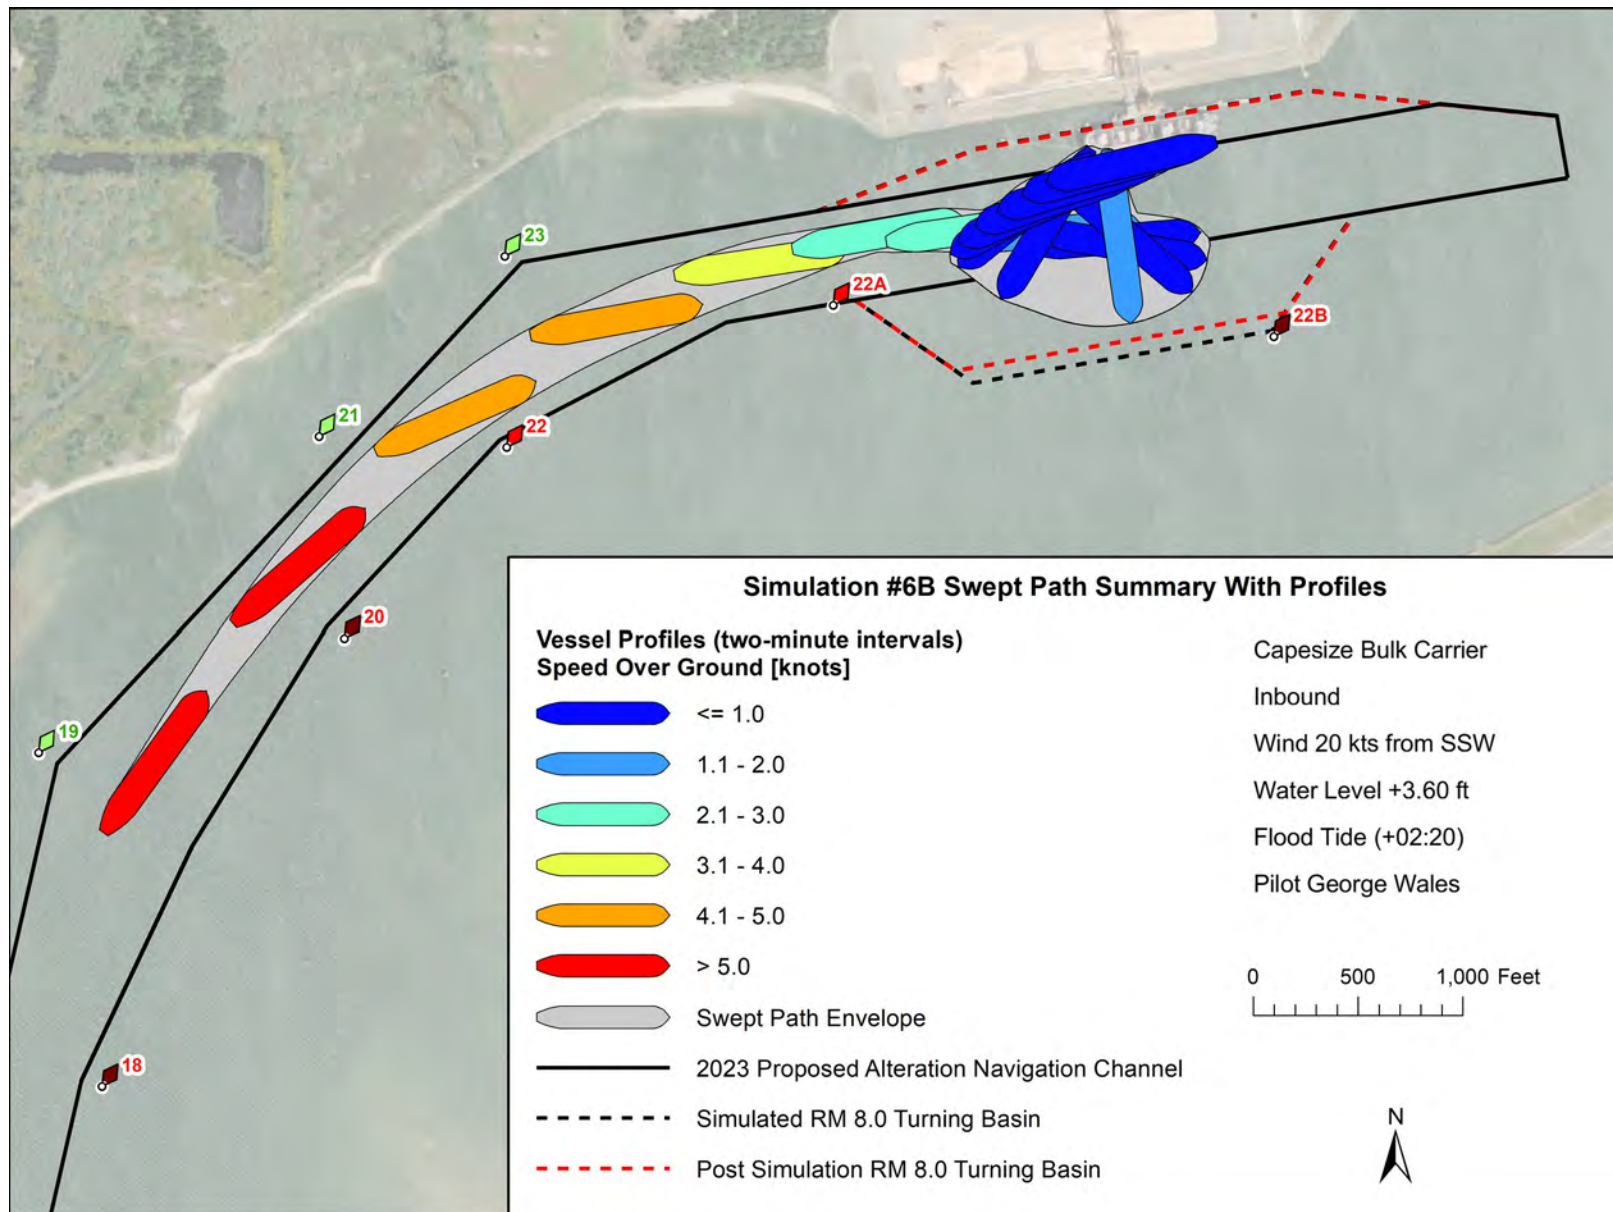 23
22A
22B
21
22
20
19
18
Simulation #6B Swept Path Summary With Profiles
Vessel Profiles (two-minute intervals)
Speed Over Ground [knots]
<= 1.0
1.1 - 2.0
2.1 - 3.0
3.1 - 4.0
4.1 - 5.0
> 5.0
Swept Path Envelope
2023 Proposed Alteration Navigation Channel
Simulated RM 8.0 Turning Basin
Post Simulation RM 8.0 Turning Basin
Capesize Bulk Carrier
Inbound
Wind 20 kts from SSW
Water Level +3.60 ft
Flood Tide (+02:20)
Pilot George Wales
0 500 1,000 Feet
N